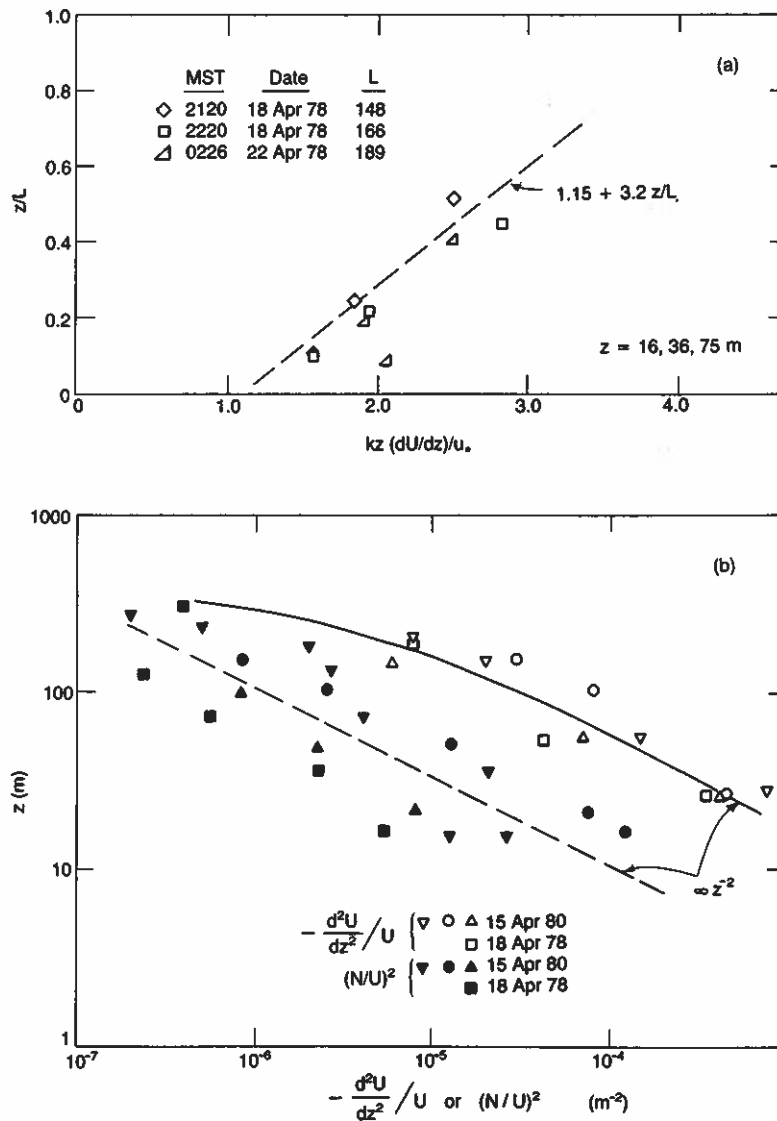 1.0
0.8
0.6
0.4
0.2
0
z/L
(a)
MST Date L
◇ 2120 18 Apr 78 148
□ 2220 18 Apr 78 166
◿ 0226 22 Apr 78 189
1.15 + 3.2 z/L
z = 16, 36, 75 m
0 1.0 2.0 3.0 4.0
kz (dU/dz)/u*
1000
100
10
1
z (m)
(b)
∝ z⁻²
− d²U/dz² / U { ▽ ○ △ 15 Apr 80
□ 18 Apr 78
(N/U)² { ▼ ● ▲ 15 Apr 80
■ 18 Apr 78
10⁻⁷ 10⁻⁶ 10⁻⁵ 10⁻⁴
− d²U/dz² / U or (N/U)² (m⁻²)